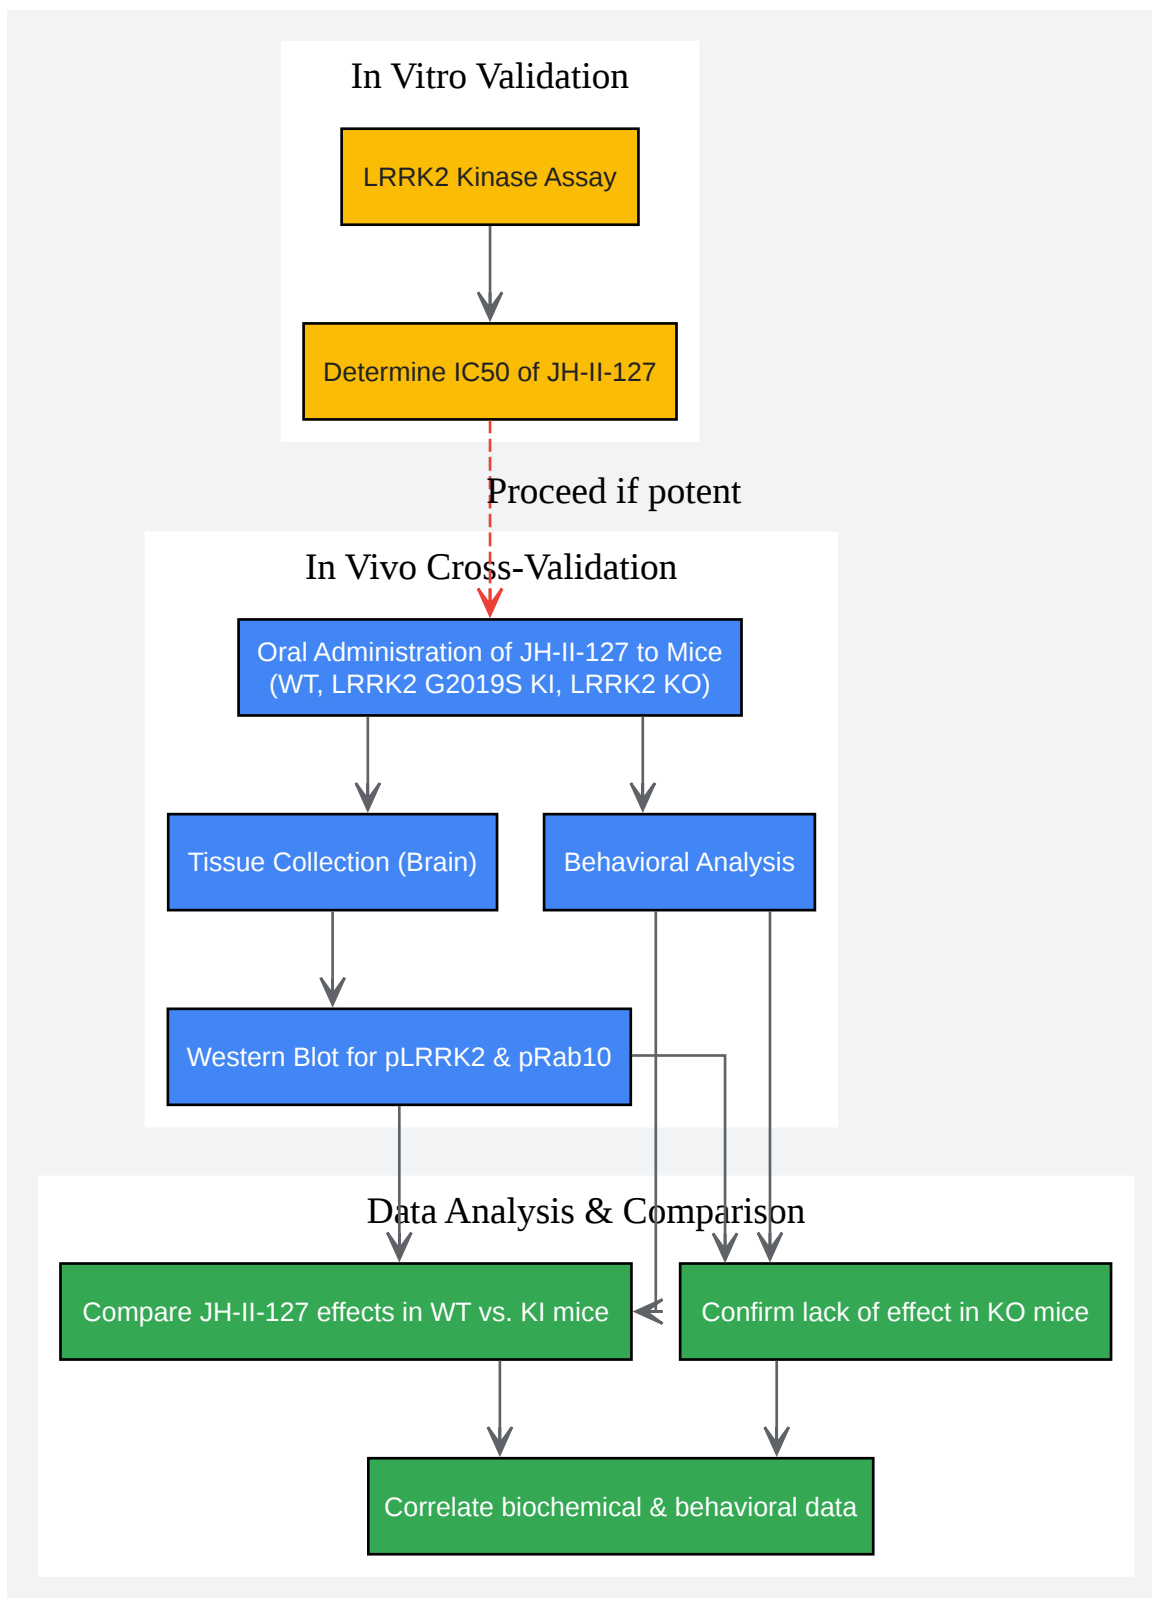 In Vitro Validation
LRRK2 Kinase Assay
Determine IC50 of JH-II-127
Proceed if potent
In Vivo Cross-Validation
Oral Administration of JH-II-127 to Mice
(WT, LRRK2 G2019S KI, LRRK2 KO)
Tissue Collection (Brain)
Behavioral Analysis
Western Blot for pLRRK2 & pRab10
Data Analysis & Comparison
Compare JH-II-127 effects in WT vs. KI mice
Confirm lack of effect in KO mice
Correlate biochemical & behavioral data